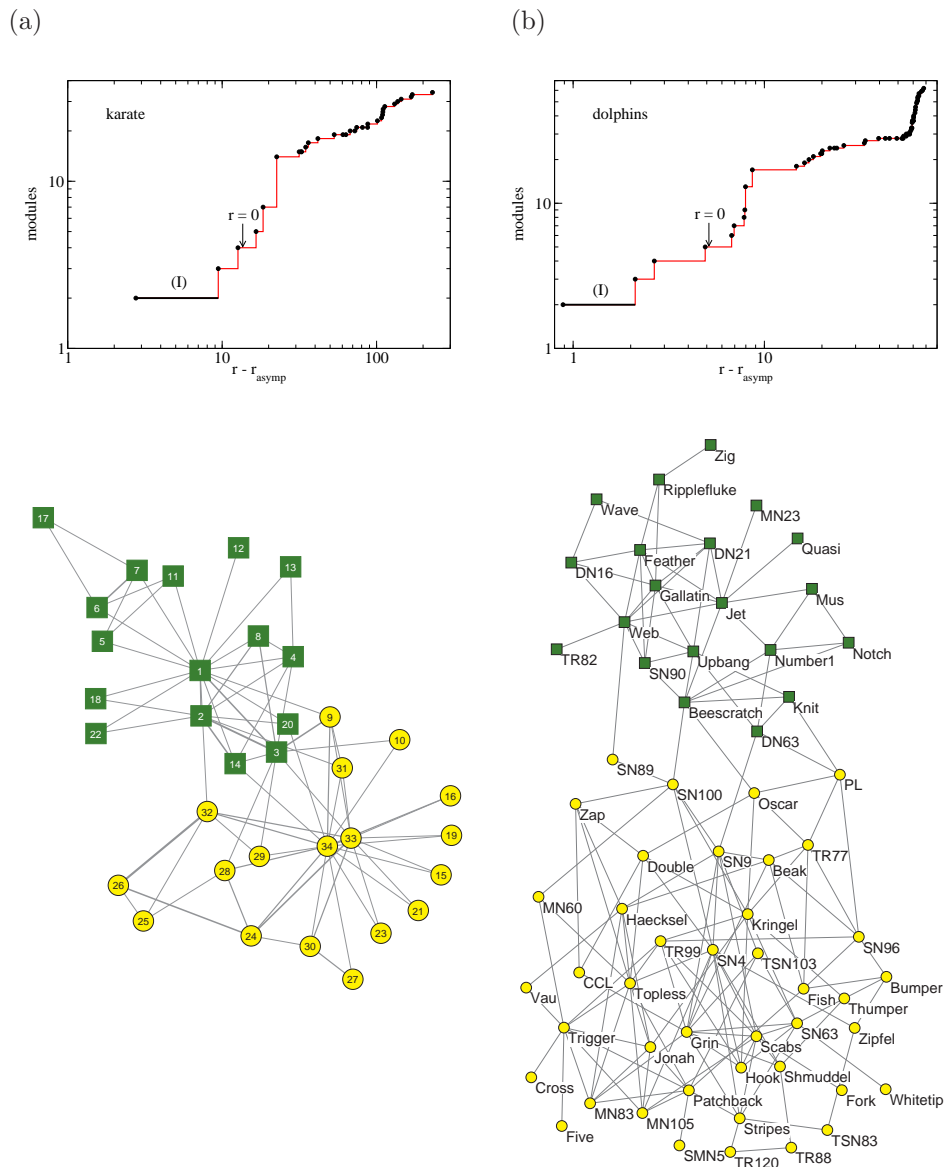 (a)
(b)
karate
dolphins
modules
modules
10
1
10
1
r = 0
r = 0
(I)
(I)
1
10
100
1
10
r - r_asymp
r - r_asymp
17
7
11
12
13
6
5
8
4
1
18
2
20
22
3
14
9
10
31
16
32
33
19
34
29
28
15
26
25
21
24
23
30
27
Zig
Ripplefluke
Wave
MN23
Quasi
DN21
Feather
DN16
Gallatin
Jet
Mus
Web
TR82
SN90
Upbang
Number1
Notch
Beescratch
Knit
DN63
SN89
SN100
Oscar
PL
Zap
Double
SN9
Beak
TR77
MN60
Haecksel
Kringel
TR99
SN4
TSN103
SN96
CCL
Topless
Fish
Bumper
Vau
Thumper
Trigger
Jonah
Grin
Scabs
SN63
Zipfel
Cross
Hook
Shmuddel
MN83
MN105
Patchback
Fork
Whitetip
Five
Stripes
TSN83
SMN5
TR120
TR88